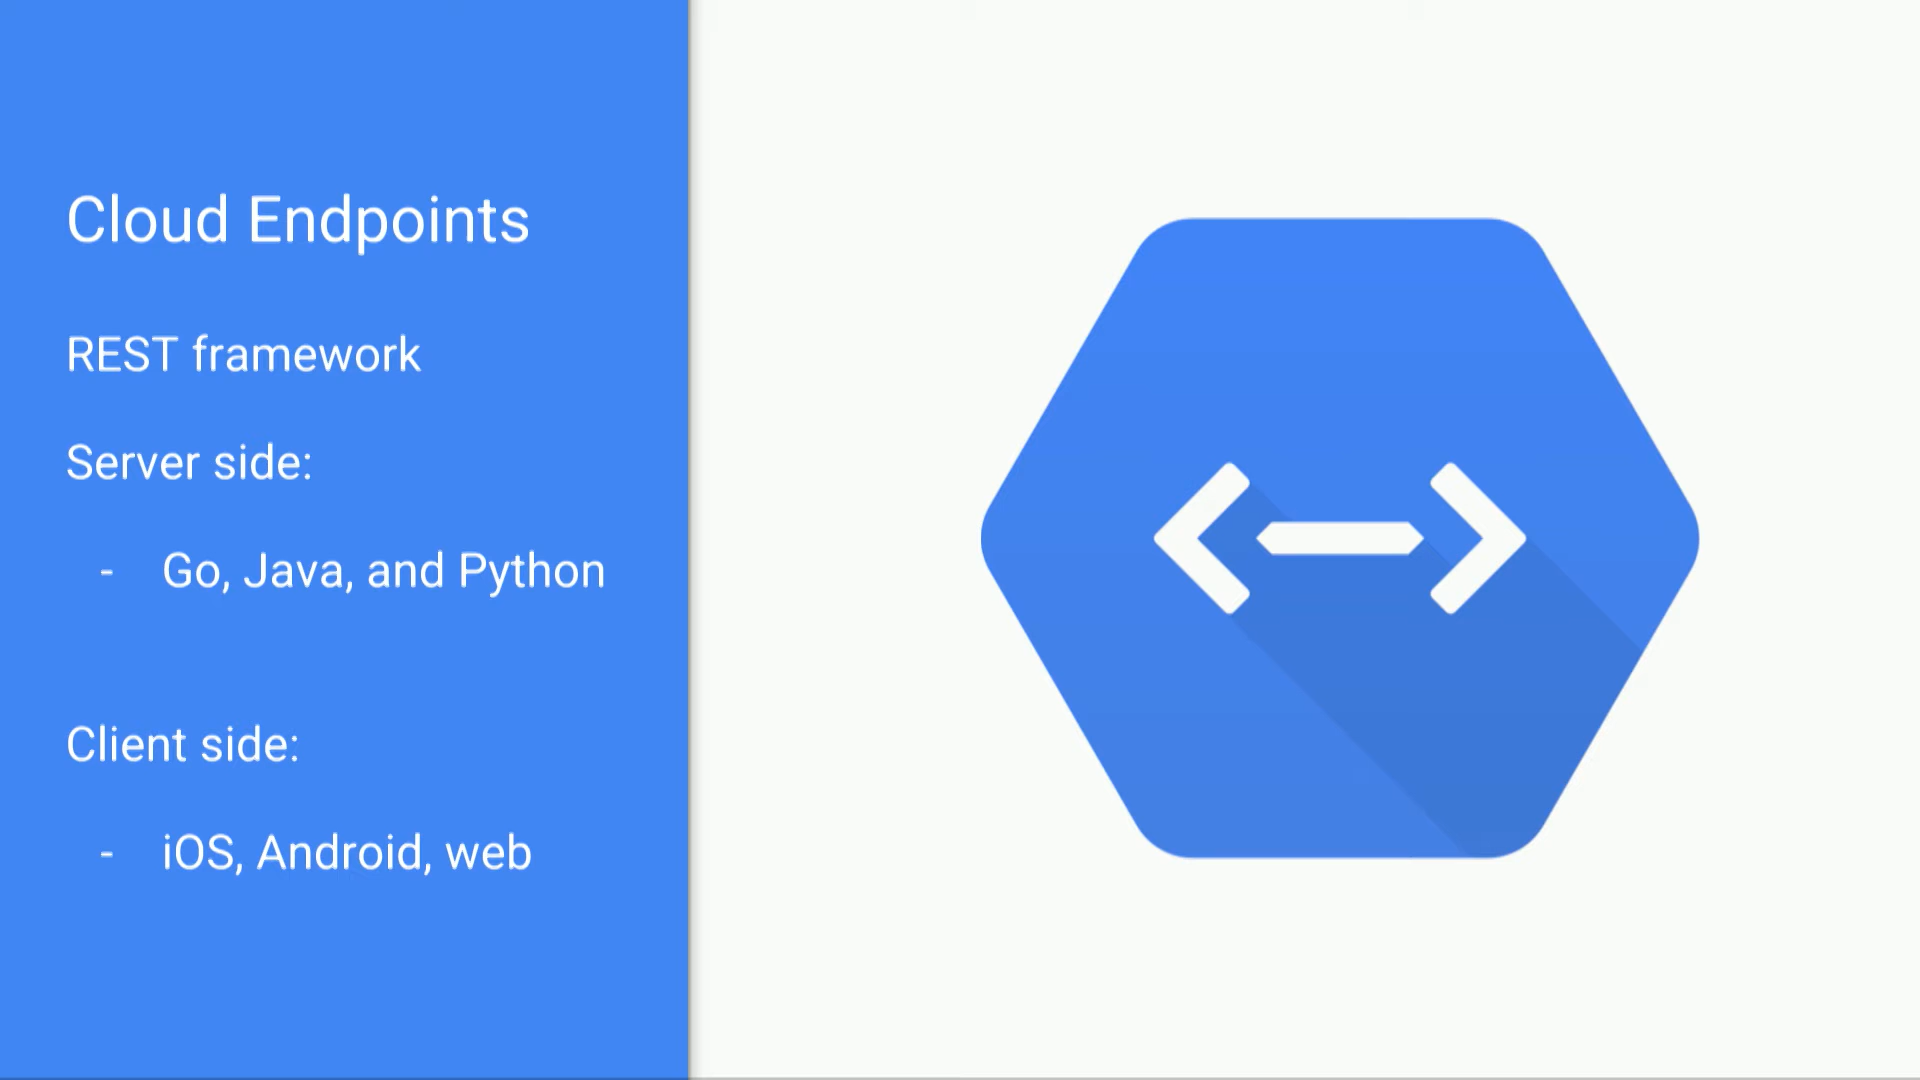 Cloud Endpoints
REST framework
Server side:
- Go, Java, and Python
Client side:
- iOS, Android, web